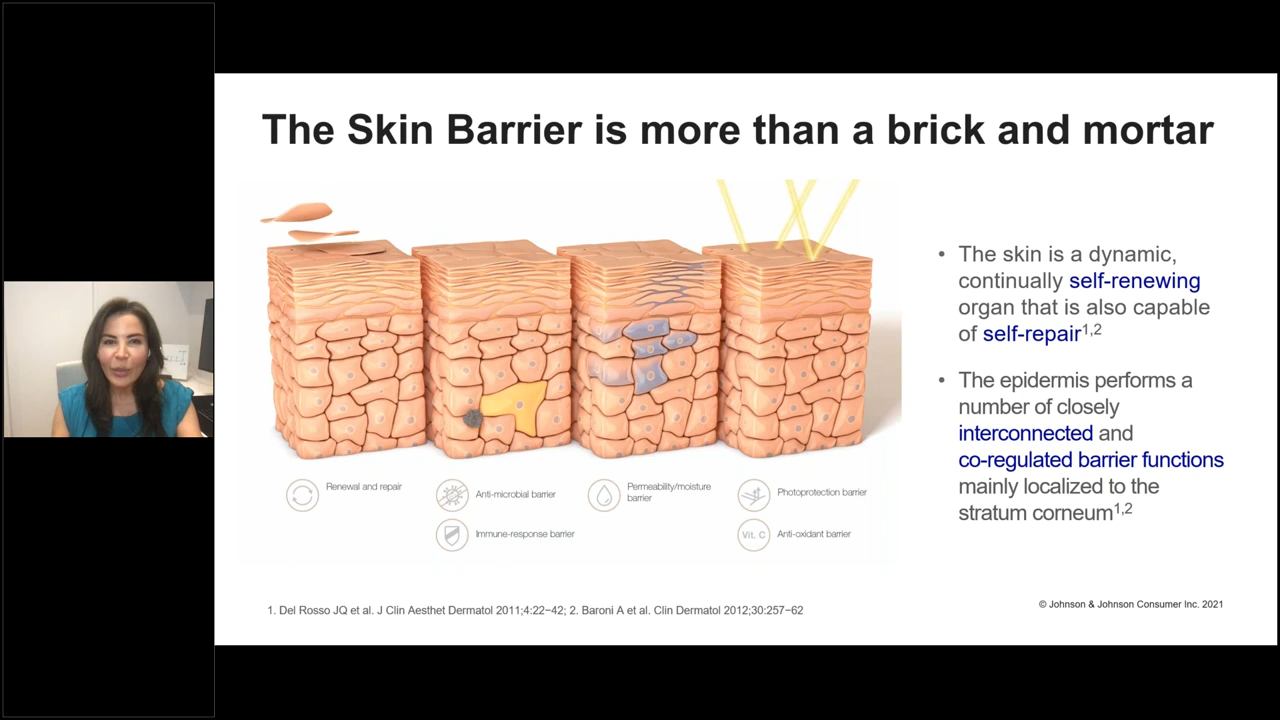 The Skin Barrier is more than a brick and mortar
Renewal and repair
Anti-microbial barrier
Immune-response barrier
Permeability/moisture
barrier
Photoprotection barrier
Vit. C
Anti-oxidant barrier
• The skin is a dynamic,
continually self-renewing
organ that is also capable
of self-repair1,2
• The epidermis performs a
number of closely
interconnected and
co-regulated barrier functions
mainly localized to the
stratum corneum1,2
1. Del Rosso JQ et al. J Clin Aesthet Dermatol 2011;4:22−42; 2. Baroni A et al. Clin Dermatol 2012;30:257−62
© Johnson & Johnson Consumer Inc. 2021